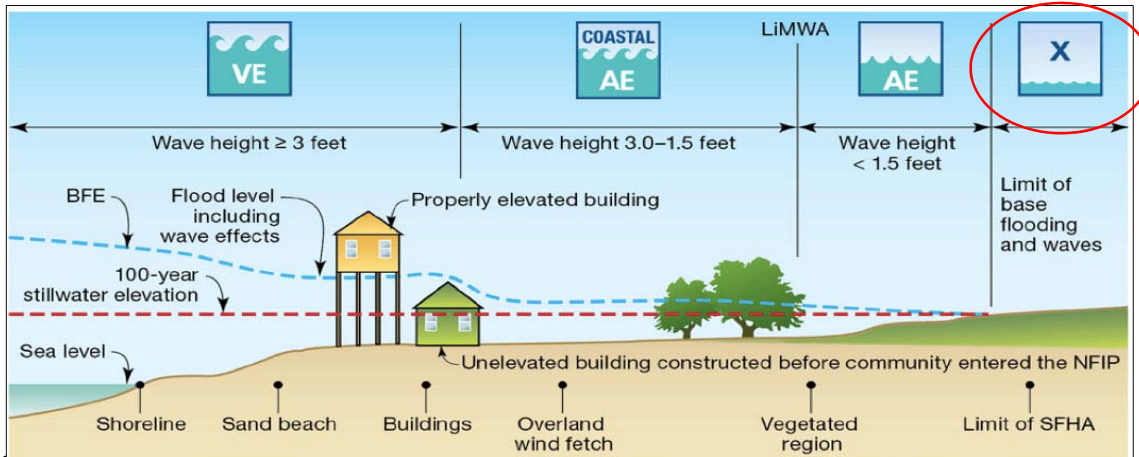 VE
COASTAL
AE
LiMWA
AE
X
Wave height ≥ 3 feet
Wave height 3.0–1.5 feet
Wave height
< 1.5 feet
Limit of
base
flooding
and waves
BFE
Flood level
including
wave effects
Properly elevated building
100-year
stillwater elevation
Sea level
Unelevated building constructed before community entered the NFIP
Shoreline
Sand beach
Buildings
Overland
wind fetch
Vegetated
region
Limit of SFHA